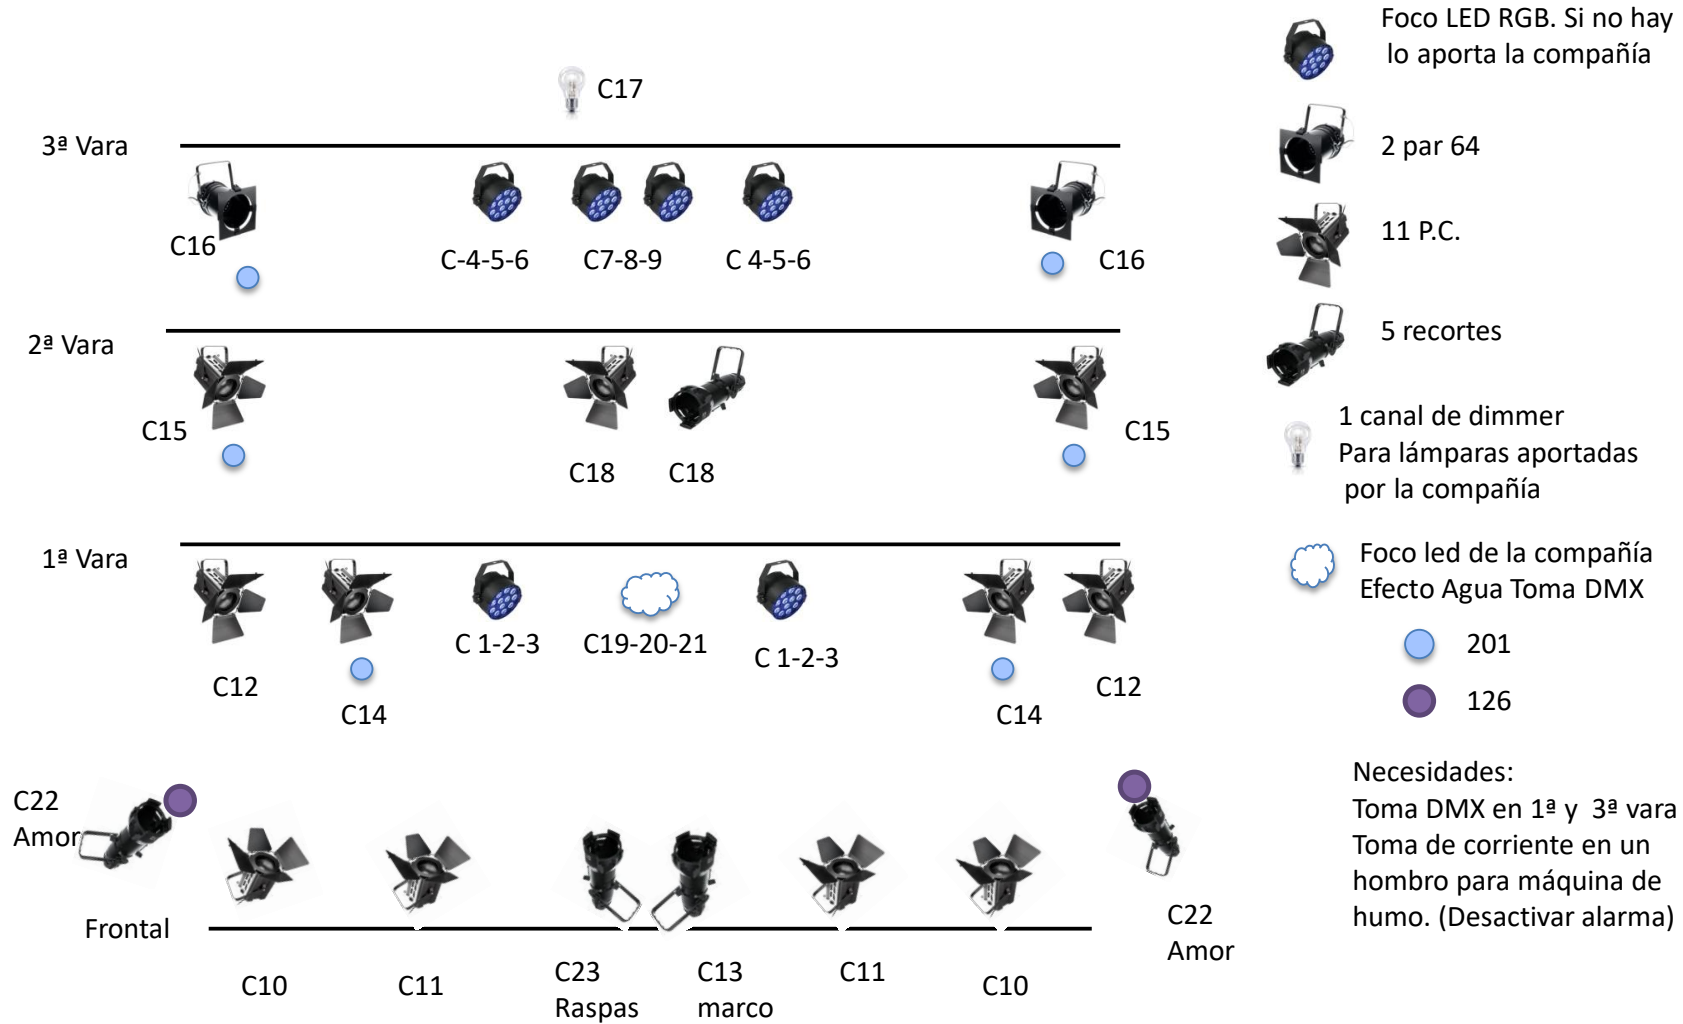 C17
3ª Vara
C16
C-4-5-6
C7-8-9
C 4-5-6
C16
2ª Vara
C15
C18
C18
C15
1ª Vara
C12
C14
C 1-2-3
C19-20-21
C 1-2-3
C14
C12
C22
Amor
Frontal
C10
C11
C23
Raspas
C13
marco
C11
C10
C22
Amor
Foco LED RGB. Si no hay
lo aporta la compañía
2 par 64
11 P.C.
5 recortes
1 canal de dimmer
Para lámparas aportadas
por la compañía
Foco led de la compañía
Efecto Agua Toma DMX
201
126
Necesidades:
Toma DMX en 1ª y 3ª vara
Toma de corriente en un
hombro para máquina de
humo. (Desactivar alarma)